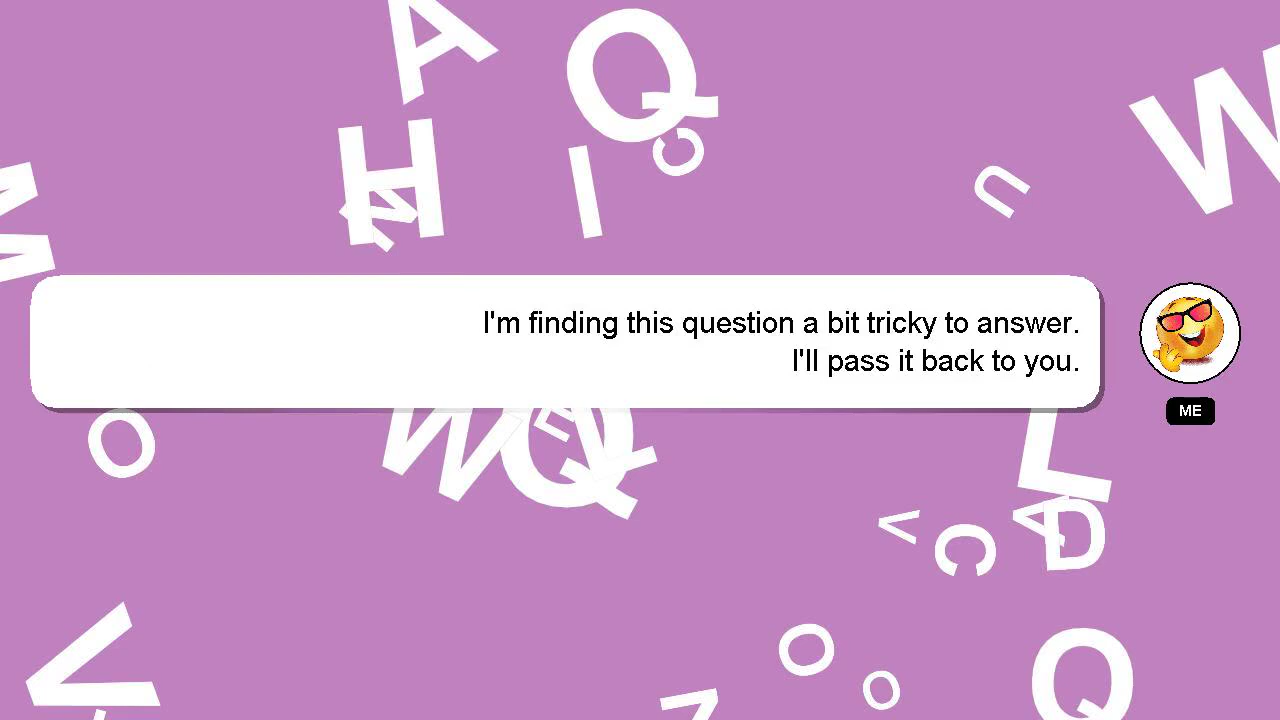 I'm finding this question a bit tricky to answer.
I'll pass it back to you.
ME